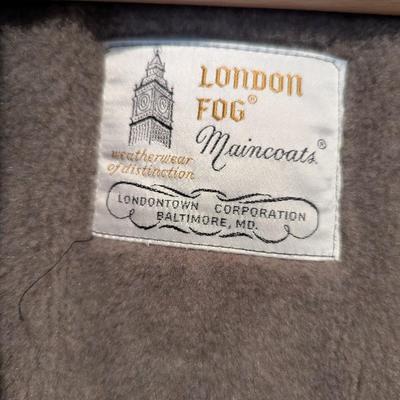 LONDON
FOG®
Maincoats®
weatherwear
of distinction
LONDONTOWN CORPORATION
BALTIMORE, MD.